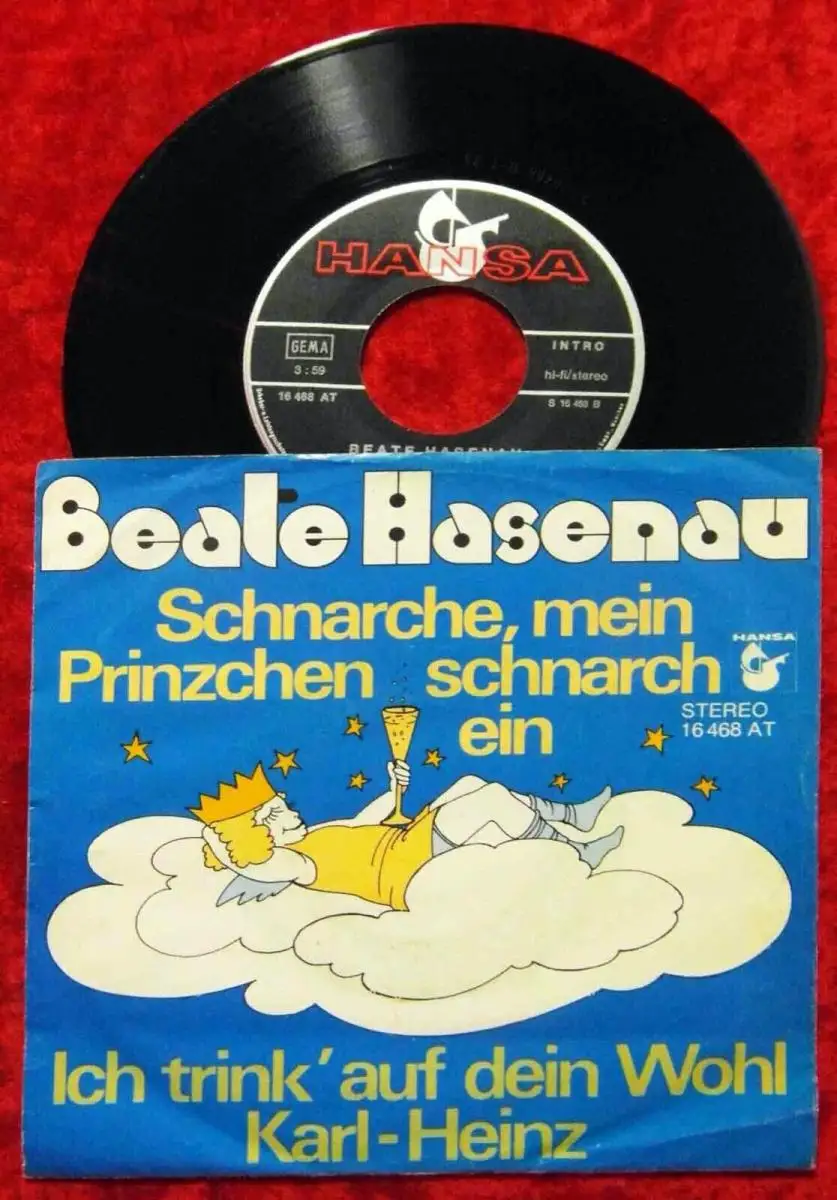 HANSA
GEMA
INTRO
3:59
hi-fi/stereo
16 468 AT
S 16 468 B
BEATE HASENAU
Beate Hasenau
Schnarche, mein
Prinzchen schnarch
ein
HANSA
STEREO
16 468 AT
Ich trink' auf dein Wohl
Karl-Heinz